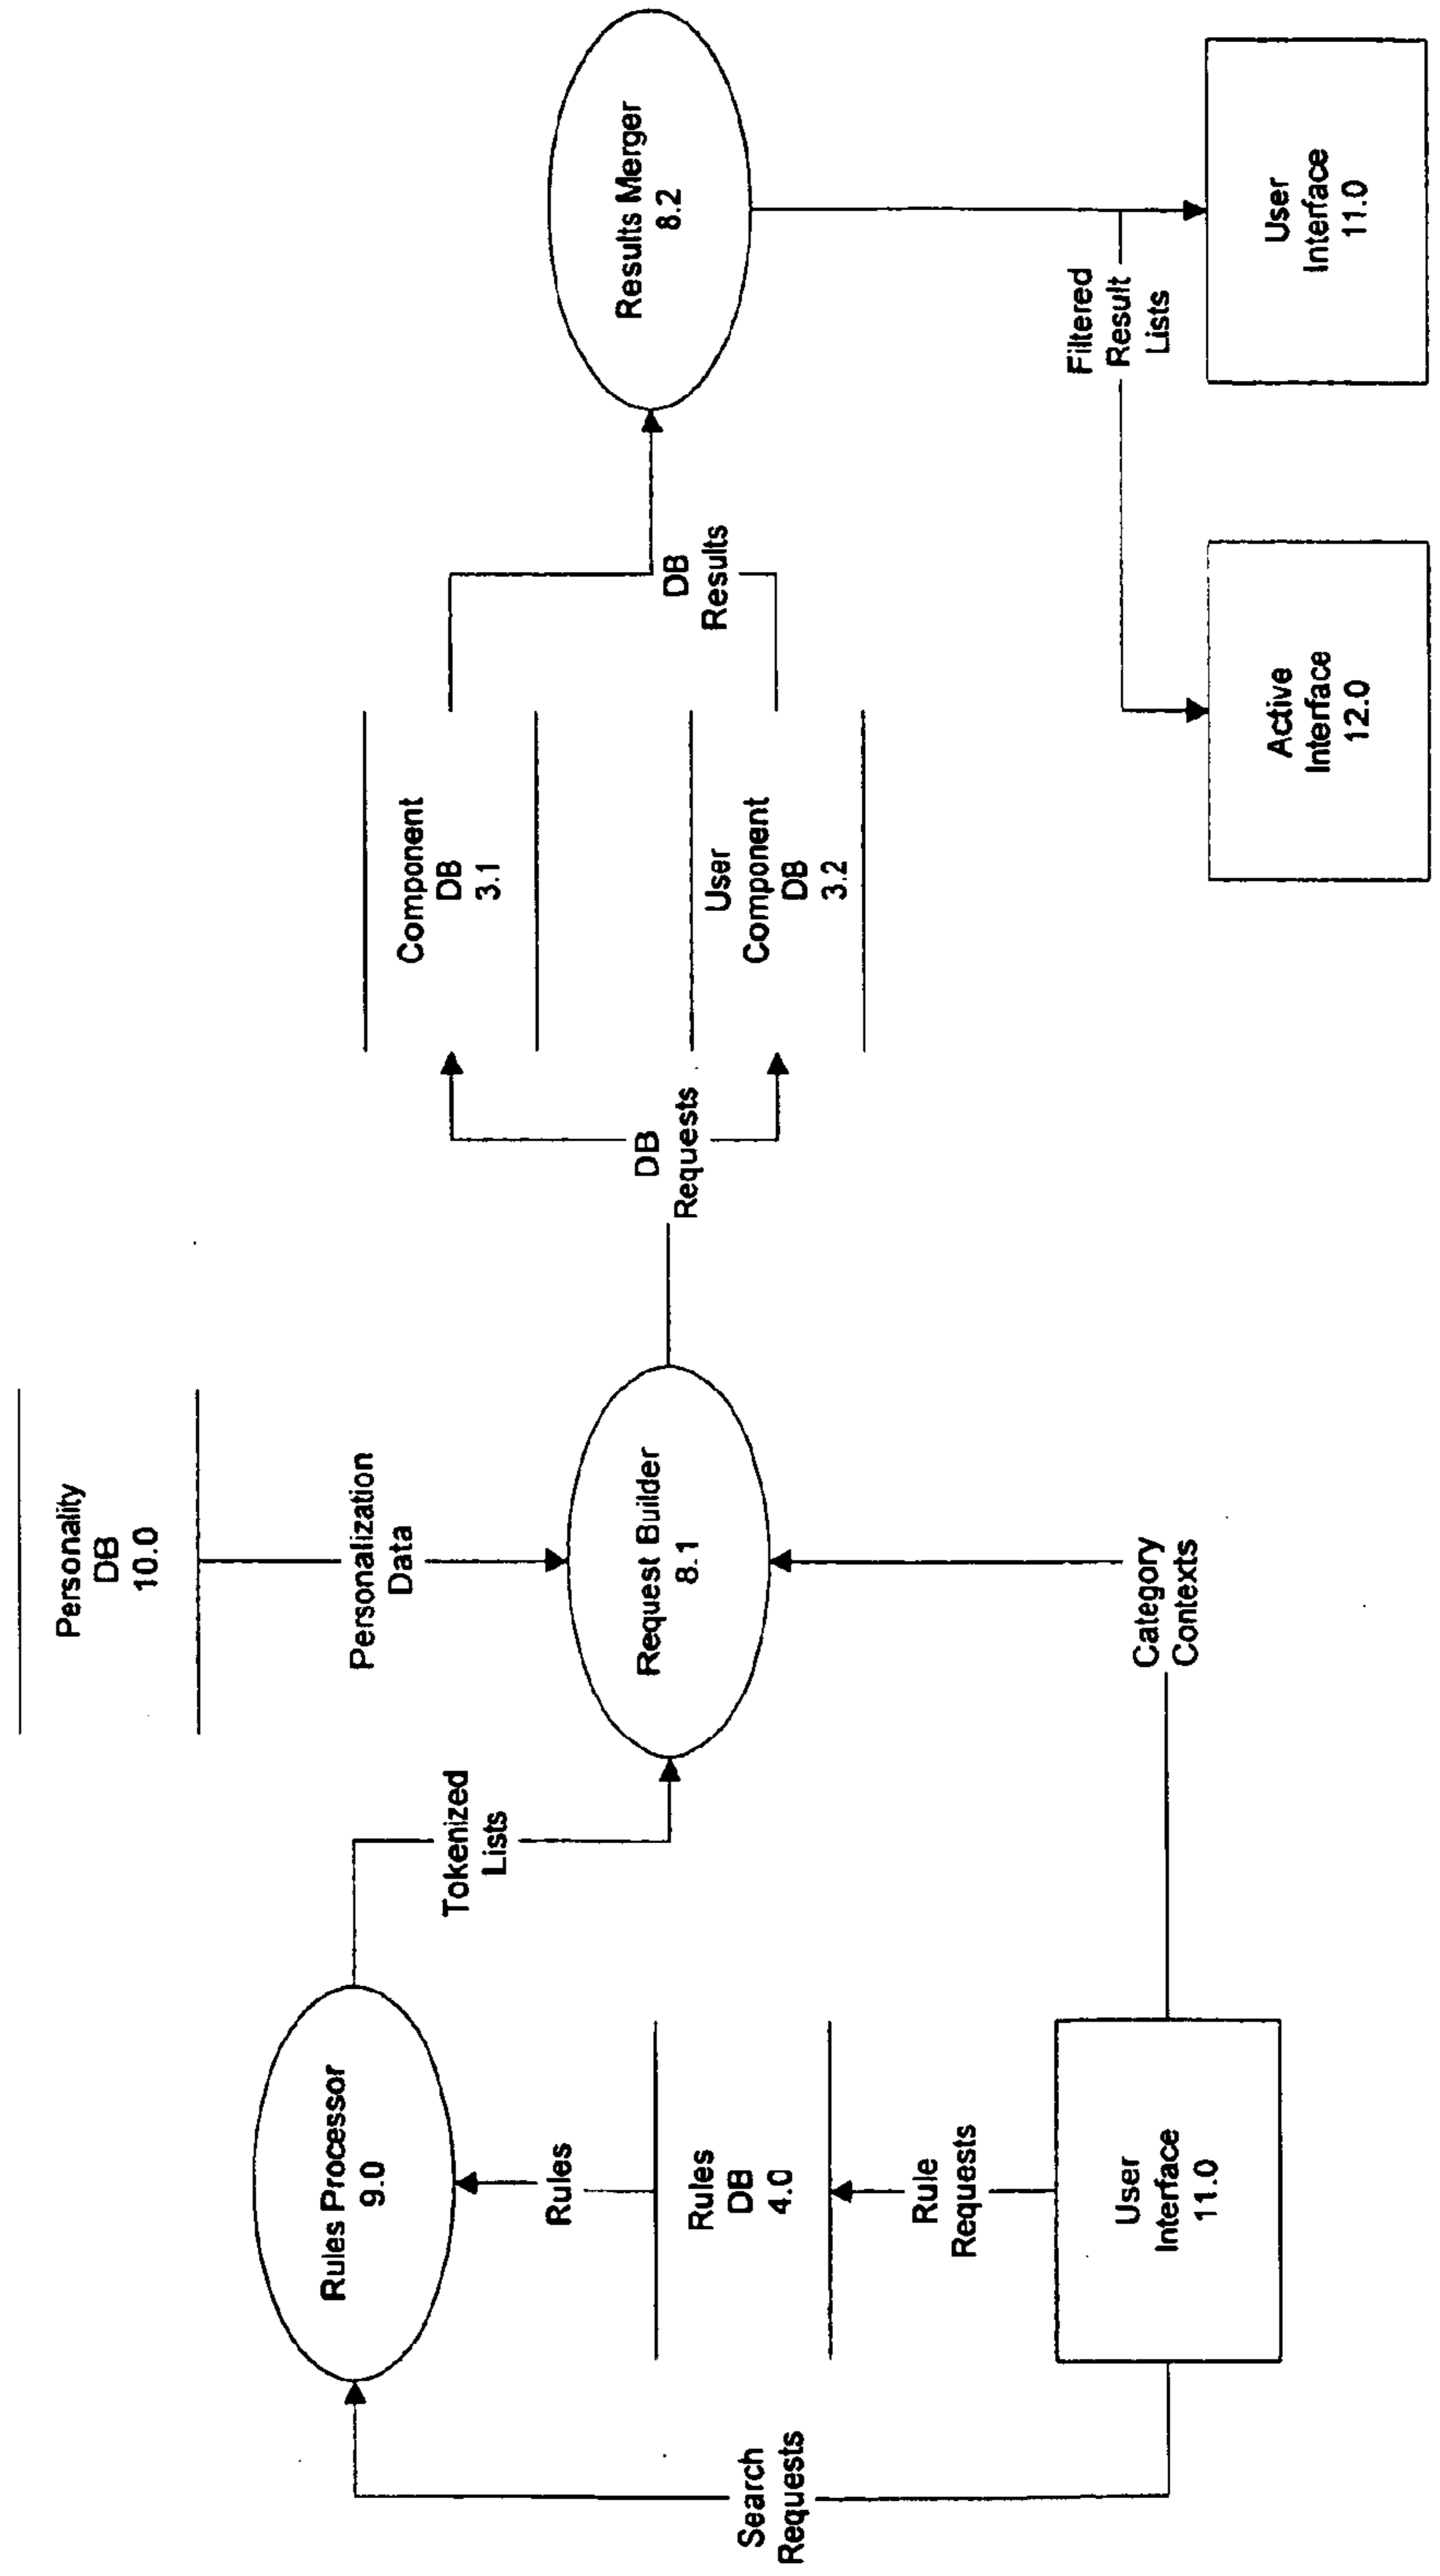 Personality
DB
10.0
Rules Processor
9.0
Tokenized
Lists
Personalization
Data
Component
DB
3.1
Rules
Rules
DB
4.0
Request Builder
8.1
DB
Requests
User
Component
DB
3.2
DB
Results
Results Merger
8.2
Search
Requests
Rule
Requests
User
Interface
11.0
Category
Contexts
Filtered
Result
Lists
Active
Interface
12.0
User
Interface
11.0